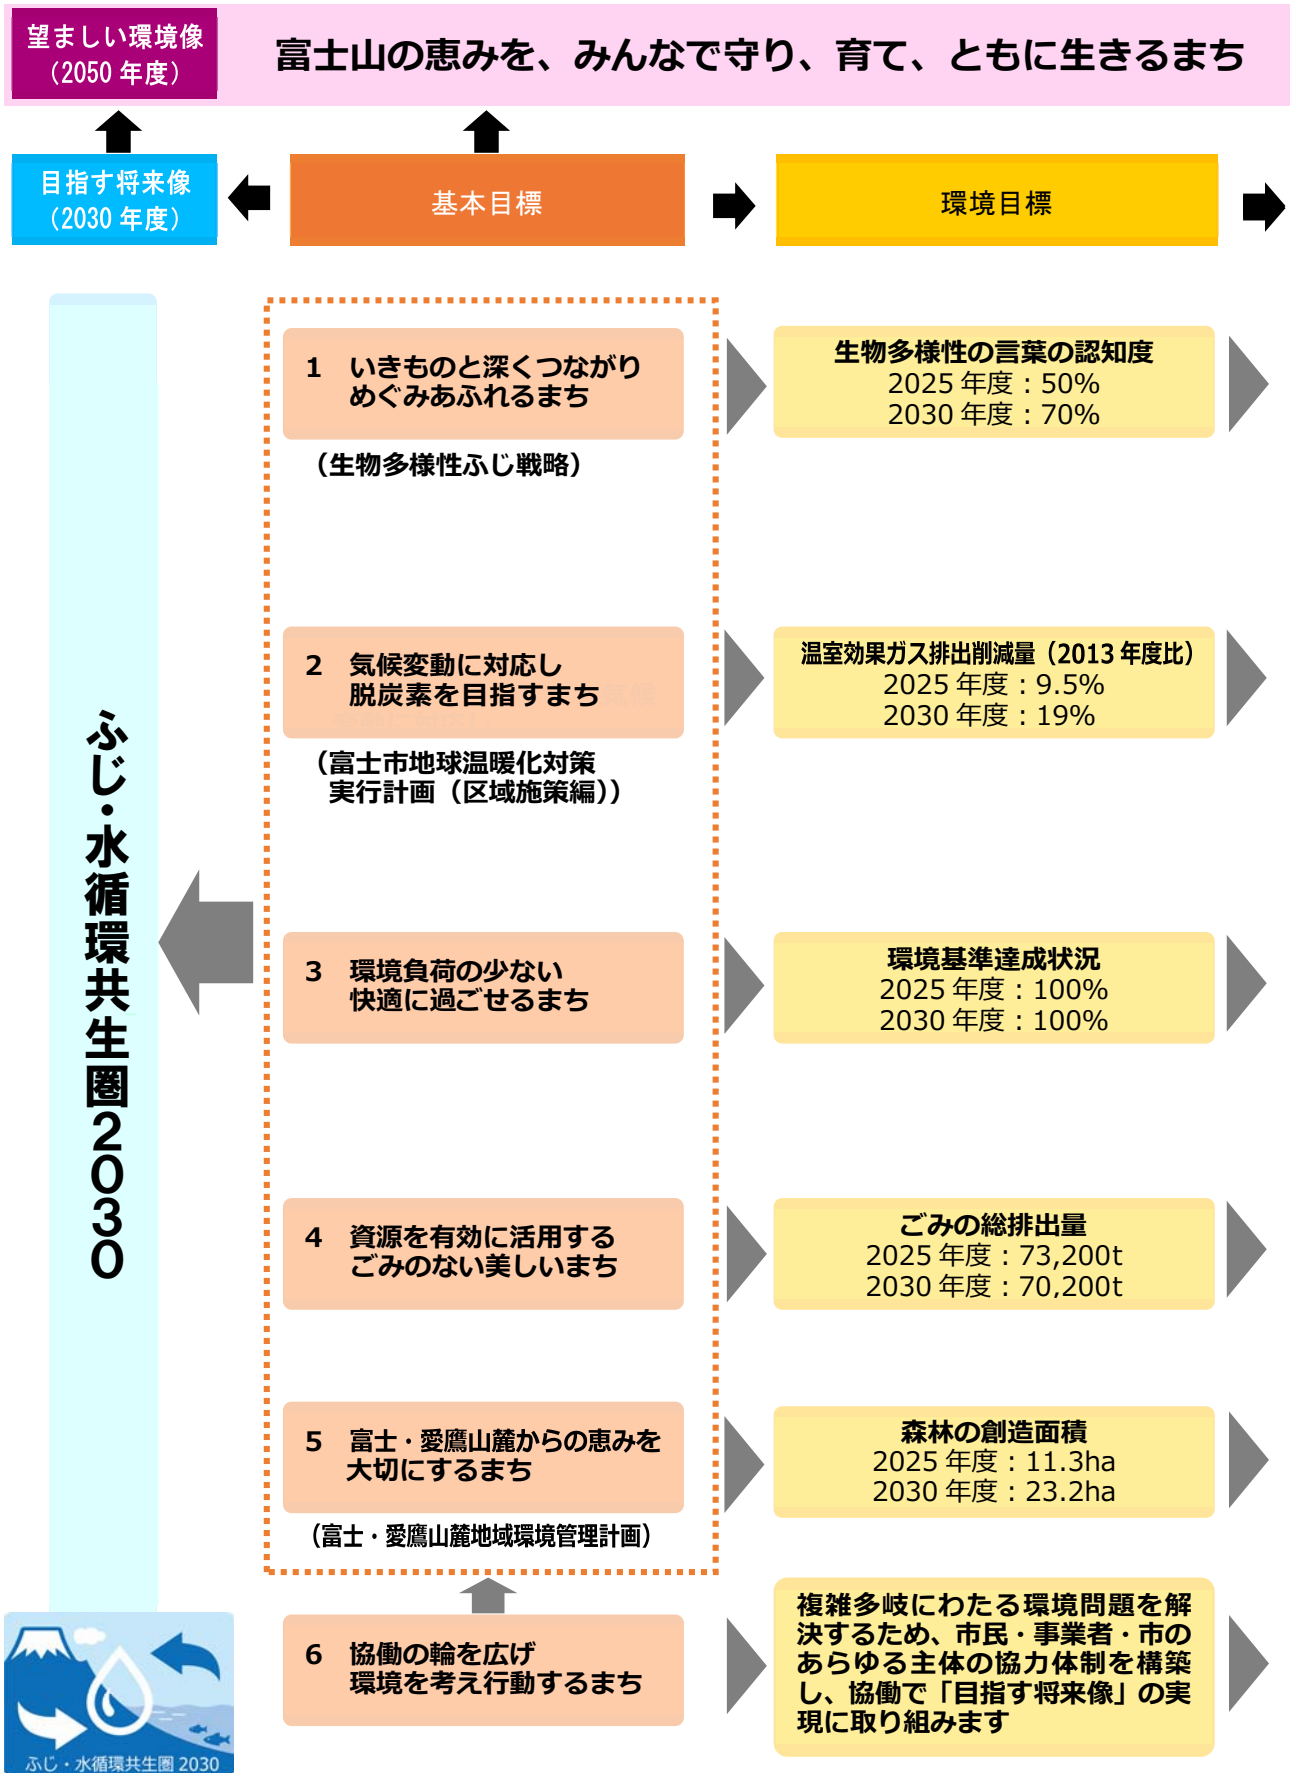 望ましい環境像
（2050 年度）
富士山の恵みを、みんなで守り、育て、ともに生きるまち
目指す将来像
（2030 年度）
基本目標
環境目標
ふじ・水循環共生圏２０３０
1　いきものと深くつながり
めぐみあふれるまち
（生物多様性ふじ戦略）
生物多様性の言葉の認知度
2025 年度：50%
2030 年度：70%
2　気候変動に対応し
脱炭素を目指すまち
（富士市地球温暖化対策
実行計画（区域施策編））
温室効果ガス排出削減量（2013 年度比）
2025 年度：9.5%
2030 年度：19%
3　環境負荷の少ない
快適に過ごせるまち
環境基準達成状況
2025 年度：100%
2030 年度：100%
4　資源を有効に活用する
ごみのない美しいまち
ごみの総排出量
2025 年度：73,200t
2030 年度：70,200t
5　富士・愛鷹山麓からの恵みを
大切にするまち
（富士・愛鷹山麓地域環境管理計画）
森林の創造面積
2025 年度：11.3ha
2030 年度：23.2ha
6　協働の輪を広げ
環境を考え行動するまち
複雑多岐にわたる環境問題を解
決するため、市民・事業者・市の
あらゆる主体の協力体制を構築
し、協働で「目指す将来像」の実
現に取り組みます
ふじ・水循環共生圏 2030